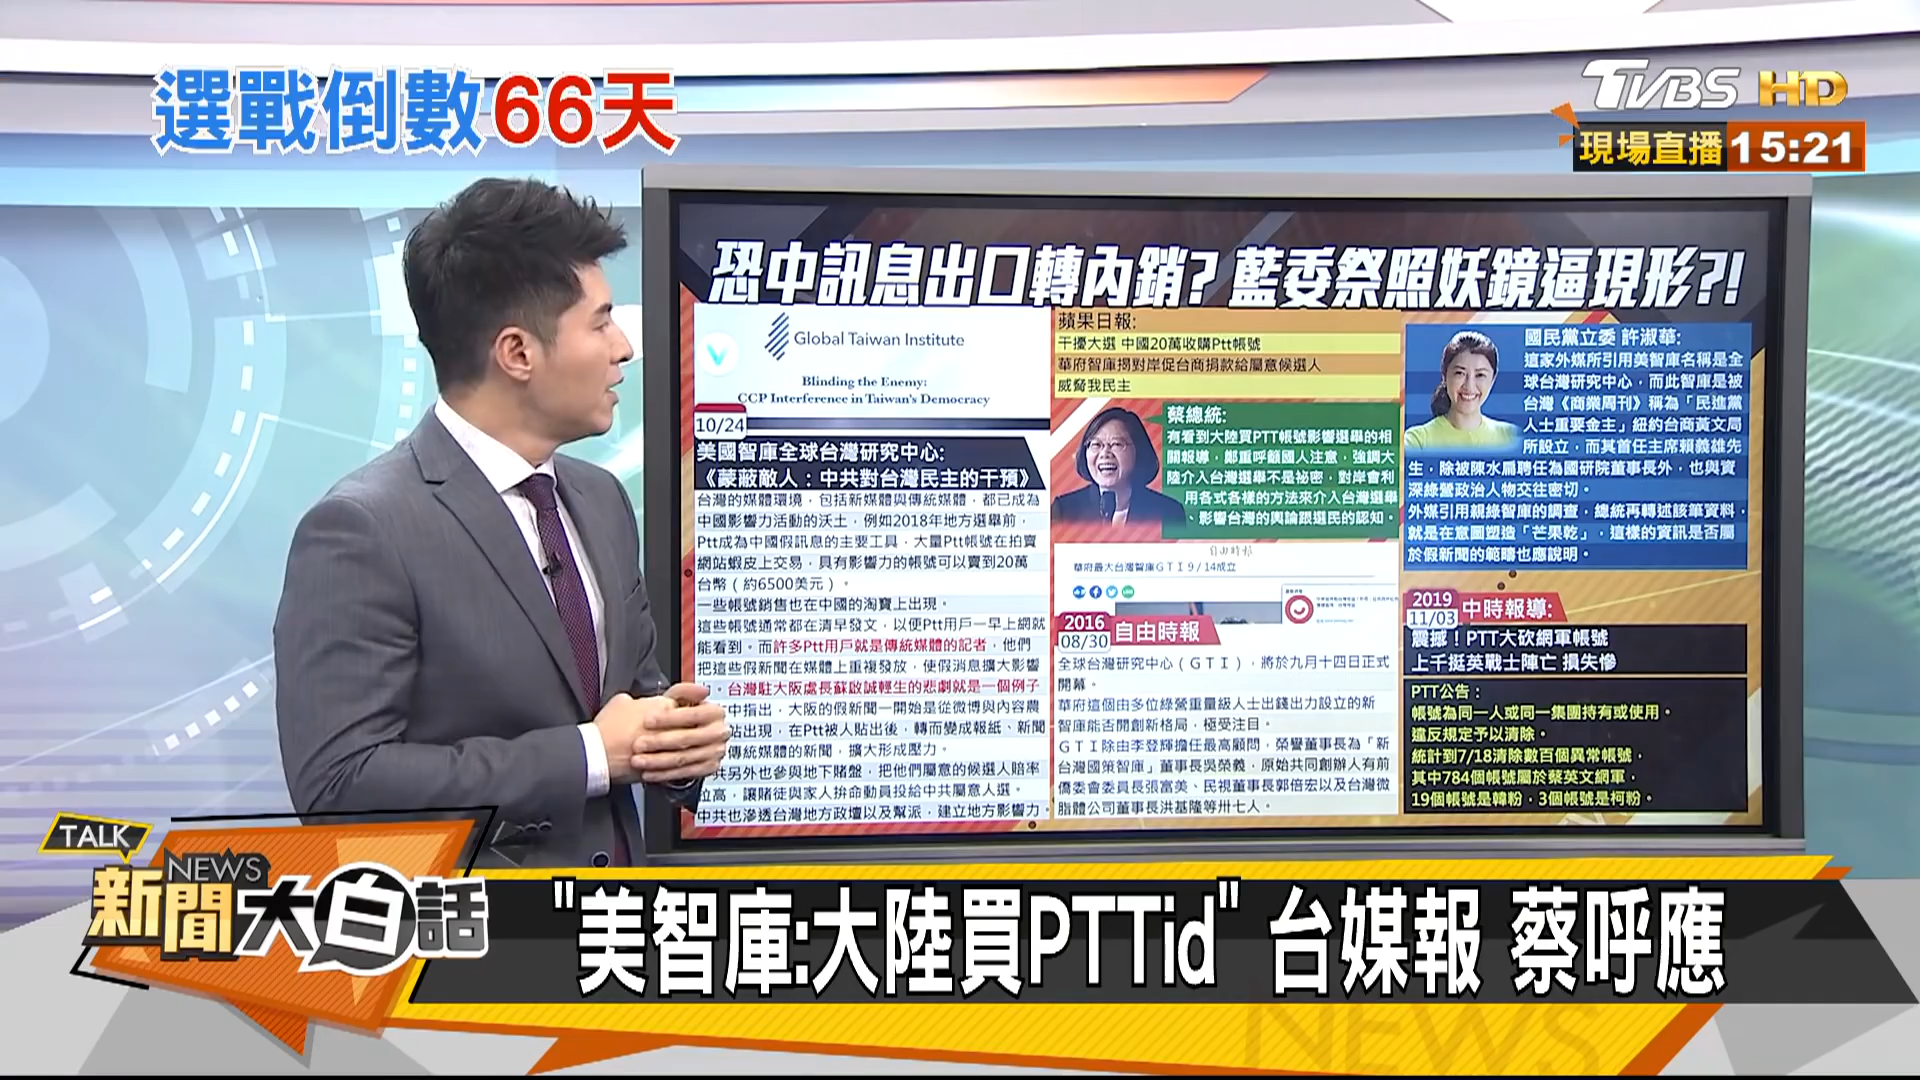 選戰倒數66天
TVBS HD
現場直播 15:21
恐中訊息出口轉內銷?藍委祭照妖鏡逼現形?!
Global Taiwan Institute
Blinding the Enemy:
CCP Interference in Taiwan's Democracy
10/24
美國智庫全球台灣研究中心:
《蒙蔽敵人：中共對台灣民主的干預》
台灣的媒體環境，包括新媒體與傳統媒體，都已成為
中國影響力活動的沃土，例如2018年地方選舉前，
Ptt成為中國假訊息的主要工具，大量Ptt帳號在拍賣
網站蝦皮上交易，具有影響力的帳號可以賣到20萬
台幣（約6500美元）。
一些帳號銷售也在中國的淘寶上出現。
這些帳號通常都在清早發文，以便Ptt用戶一早上網就
能看到。而許多Ptt用戶就是傳統媒體的記者，他們
把這些假新聞在媒體上重複發放，使假消息擴大影響
。台灣駐大阪處長蘇啟誠輕生的悲劇就是一個例子
中指出，大阪的假新聞一開始是從微博與內容農
站出現，在Ptt被人貼出後，轉而變成報紙、新聞
傳統媒體的新聞，擴大形成壓力。
共另外也參與地下賭盤，把他們屬意的候選人賠率
拉高，讓賭徒與家人拚命動員投給中共屬意人選。
中共也滲透台灣地方政壇以及幫派，建立地方影響力。
蘋果日報:
干擾大選 中國20萬收購Ptt帳號
華府智庫揭對岸促台商捐款給屬意候選人
威脅我民主
蔡總統:
有看到大陸買PTT帳號影響選舉的相
關報導，鄭重呼籲國人注意，強調大
陸介入台灣選舉不是祕密，對岸會利
用各式各樣的方法來介入台灣選舉
、影響台灣的輿論跟選民的認知。
自由時報
華府最大台灣智庫GTI 9/14成立
2016
08/30
自由時報
全球台灣研究中心（GTI），將於九月十四日正式
開幕。
華府這個由多位綠營重量級人士出錢出力設立的新
智庫能否開創新格局，極受注目。
GTI除由李登輝擔任最高顧問，榮譽董事長為「新
台灣國策智庫」董事長吳榮義，原始共同創辦人有前
僑委會委員長張富美、民視董事長郭倍宏以及台灣微
脂體公司董事長洪基隆等卅七人。
國民黨立委 許淑華:
這家外媒所引用美智庫名稱是全
球台灣研究中心，而此智庫是被
台灣《商業周刊》稱為「民進黨
人士重要金主」紐約台商黃文局
所設立，而其首任主席賴義雄先
生，除被陳水扁聘任為國研院董事長外，也與資
深綠營政治人物交往密切。
外媒引用親綠智庫的調查，總統再轉述該筆資料，
就是在意圖塑造「芒果乾」，這樣的資訊是否屬
於假新聞的範疇也應說明。
2019
11/03
中時報導:
震撼！PTT大砍網軍帳號
上千挺英戰士陣亡 損失慘
PTT公告：
帳號為同一人或同一集團持有或使用。
違反規定予以清除。
統計到7/18清除數百個異常帳號，
其中784個帳號屬於蔡英文網軍，
19個帳號是韓粉，3個帳號是柯粉。
TALK
NEWS
新聞大白話
"美智庫:大陸買PTTid" 台媒報 蔡呼應
NEWS